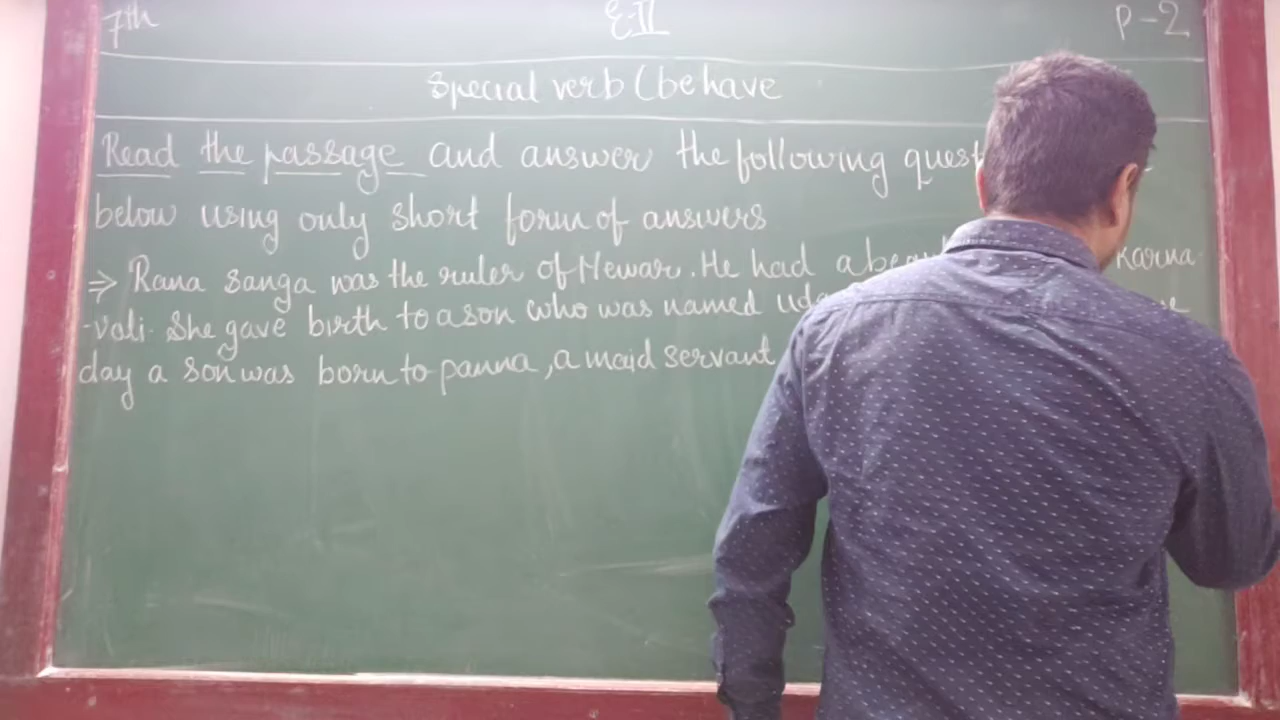 7th E-II P-2
Special verb (be have
Read the passage and answer the following
below using only short form of answers
⇒ Rana Sanga was the ruler of Mewar. He had a karna
-vali. She gave birth to a son who was named
day a son was born to panna, a maid servant